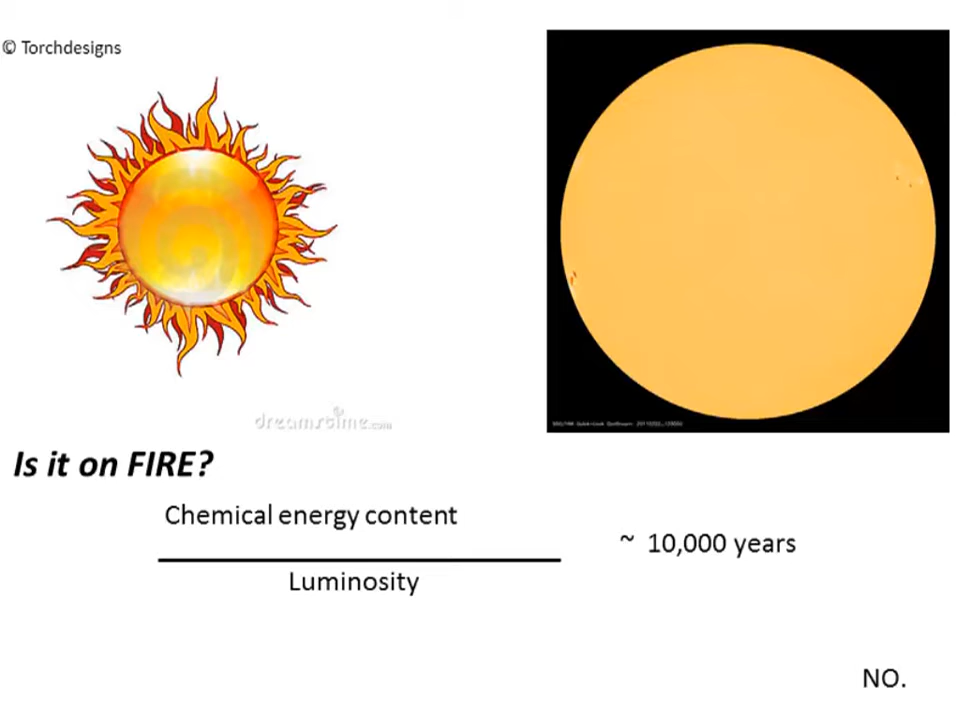 © Torchdesigns
dreamstime.com
Is it on FIRE?
Chemical energy content
~ 10,000 years
Luminosity
NO.